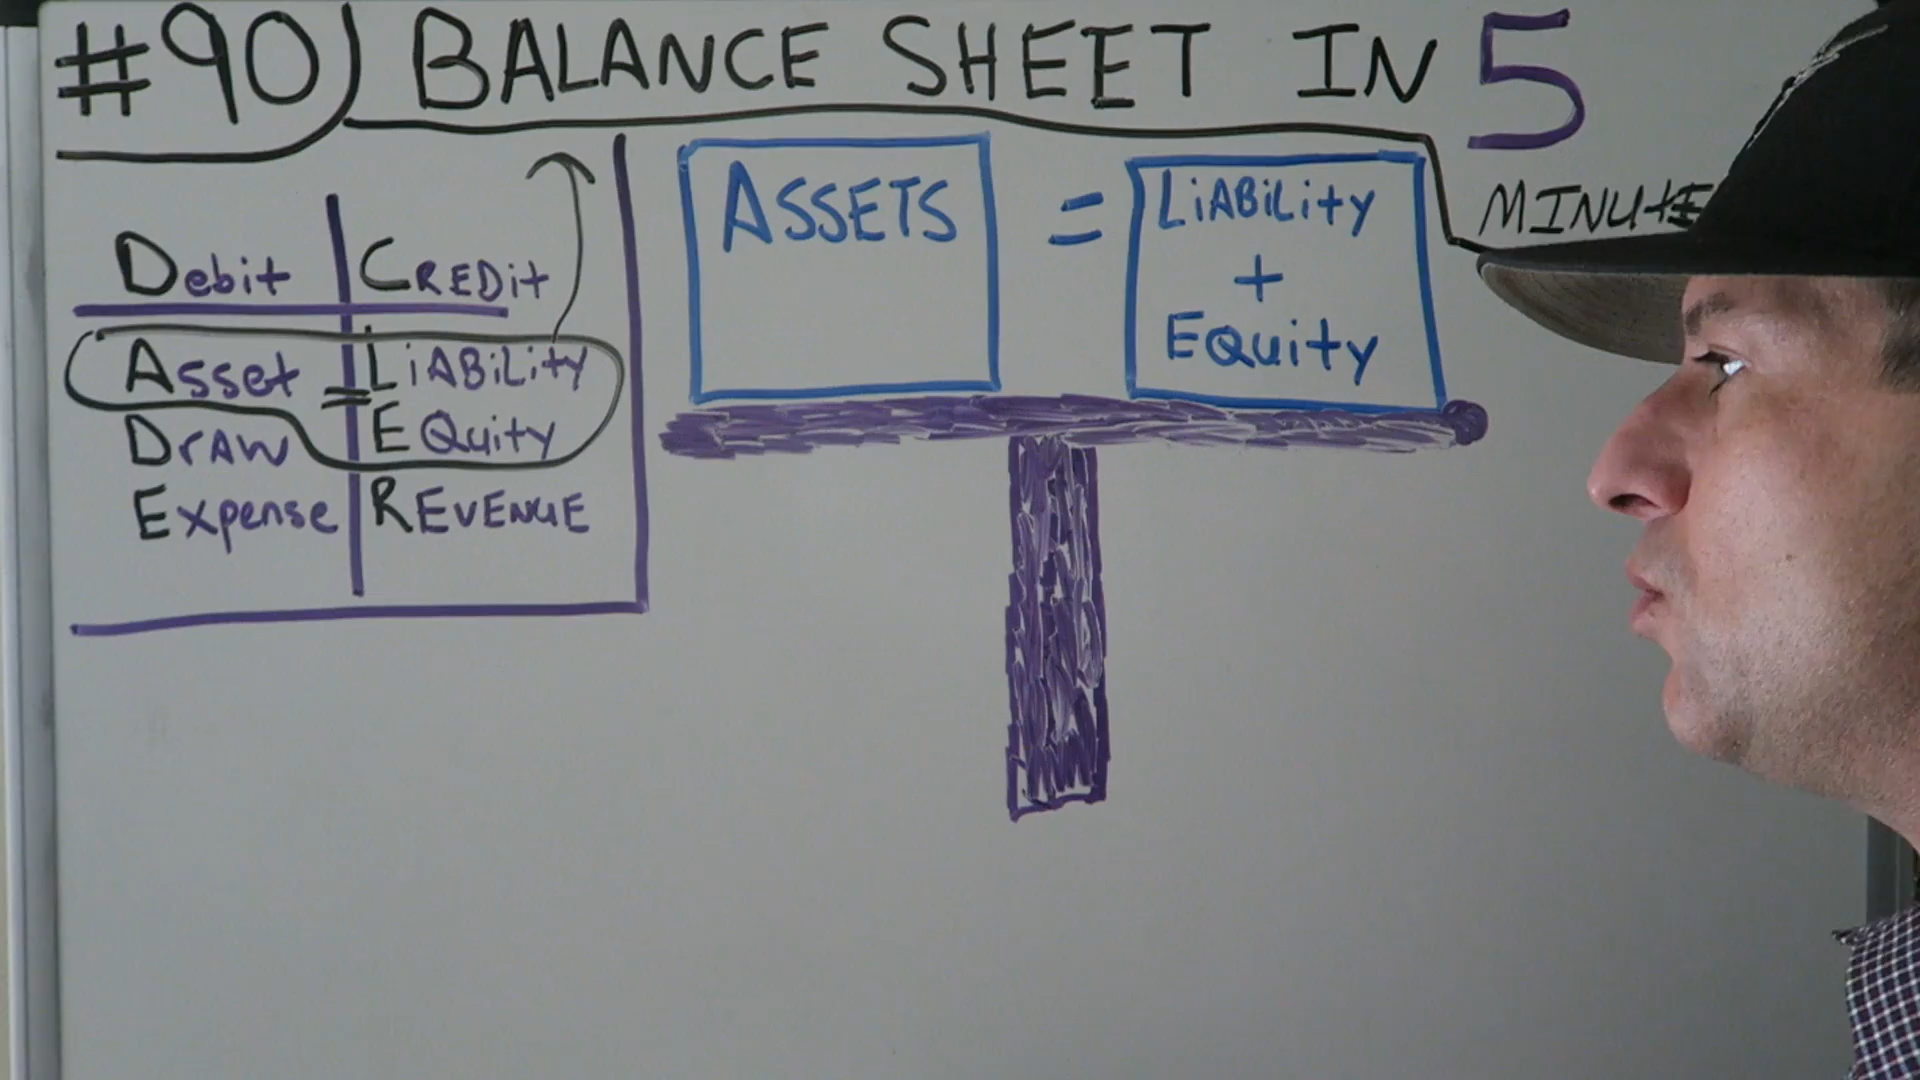 #90) BALANCE SHEET IN 5
MINUTE
Debit CREDit
Asset = LiABiLity
DrAW EQuity
Expense REVENUE
ASSETS = LiABiLity
+
EQuity